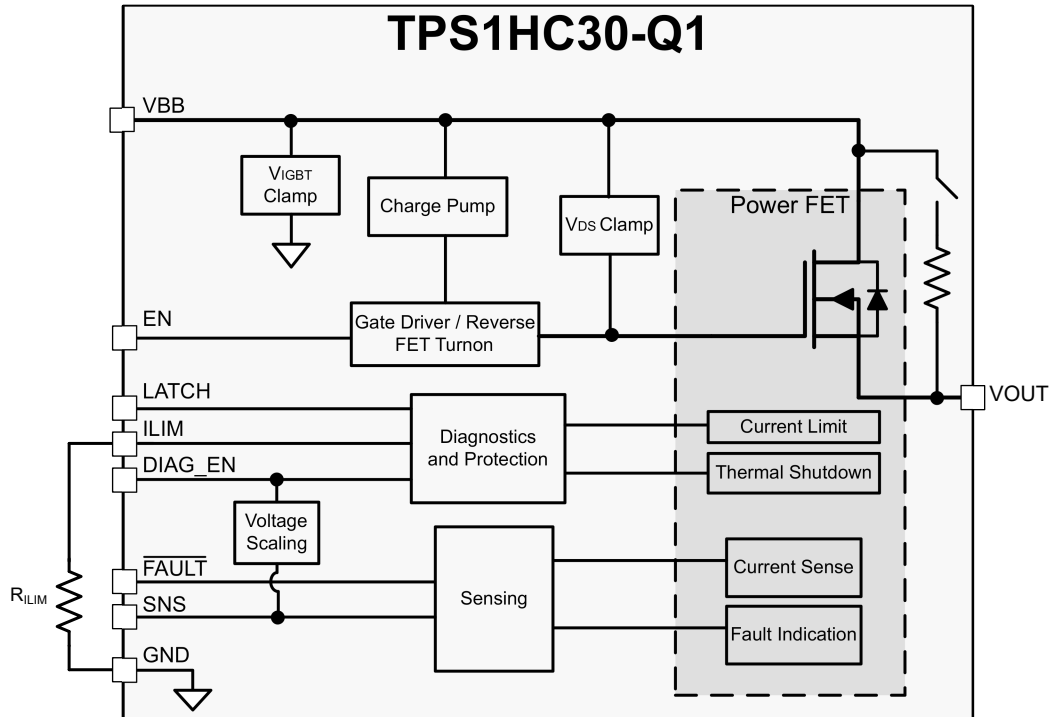 TPS1HC30-Q1
VBB
VIGBT
Clamp
Charge Pump
VDS Clamp
Power FET
EN
Gate Driver / Reverse
FET Turnon
LATCH
ILIM
DIAG_EN
Diagnostics
and Protection
Current Limit
Thermal Shutdown
VOUT
Voltage
Scaling
FAULT
SNS
GND
RILIM
Sensing
Current Sense
Fault Indication